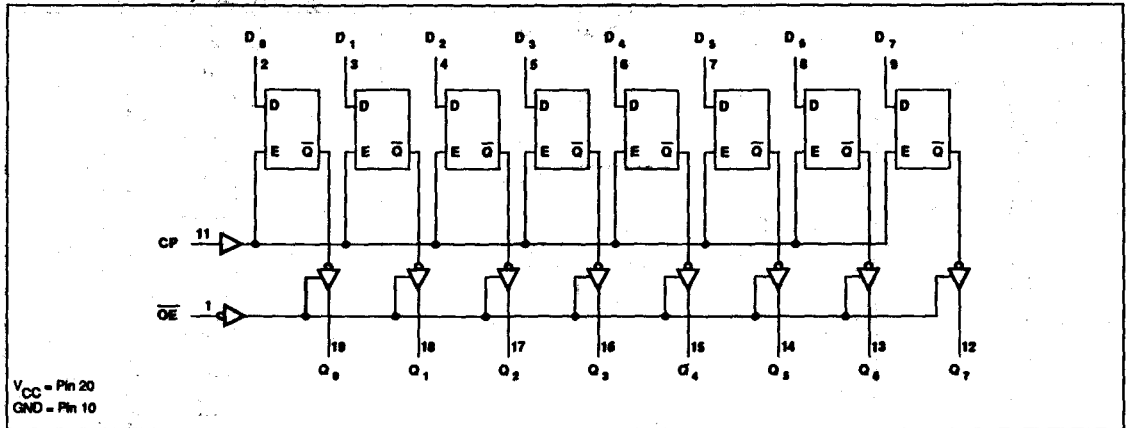 D0 D1 D2 D3 D4 D5 D6 D7
2 3 4 5 6 7 8 9
D D D D D D D D
E Q̅ E Q̅ E Q̅ E Q̅ E Q̅ E Q̅ E Q̅ E Q̅
CP 11
O̅E̅ 1
19 18 17 16 15 14 13 12
Q0 Q1 Q2 Q3 Q4 Q5 Q6 Q7
VCC = Pin 20
GND = Pin 10